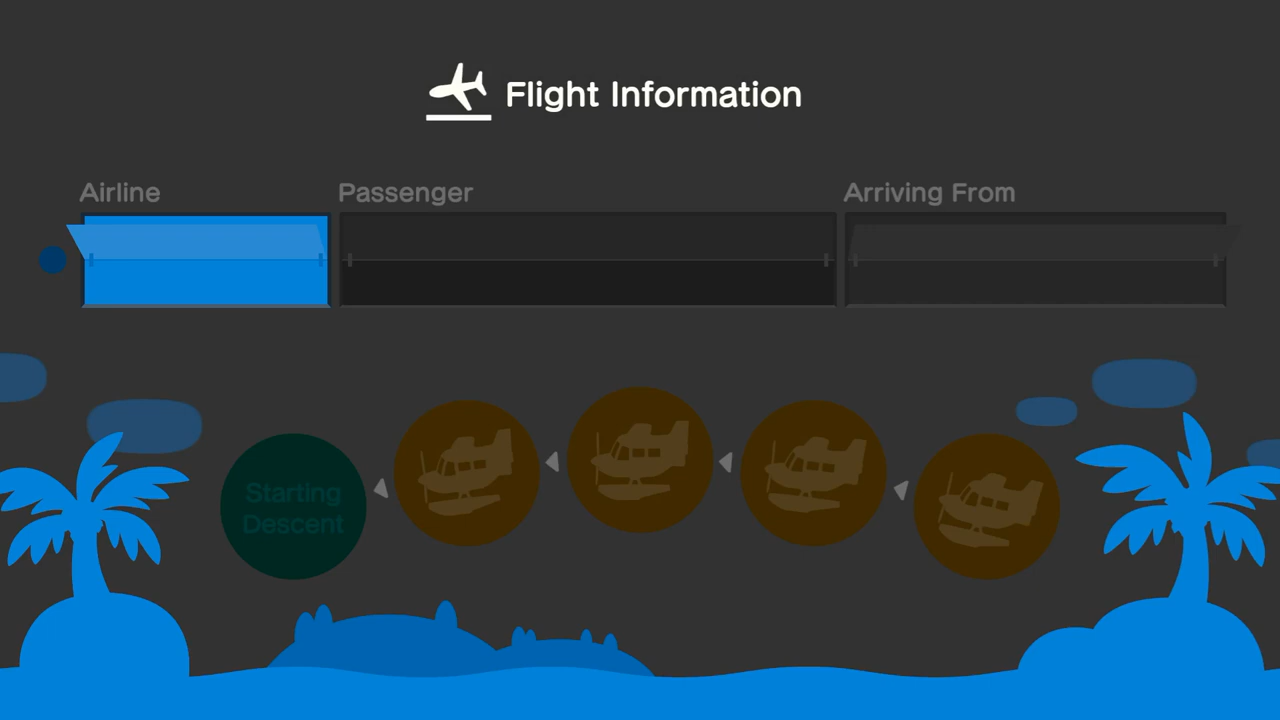 Flight Information
Airline
Passenger
Arriving From
Starting
Descent